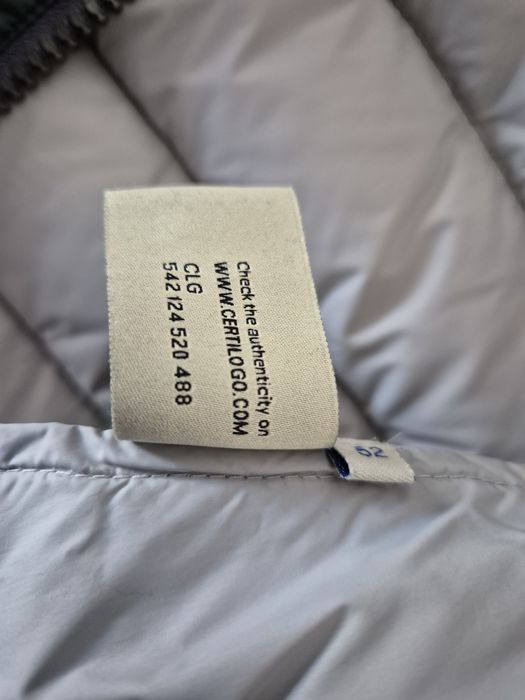 Check the authenticity on
WWW.CERTILOGO.COM
CLG
542 124 520 488
52